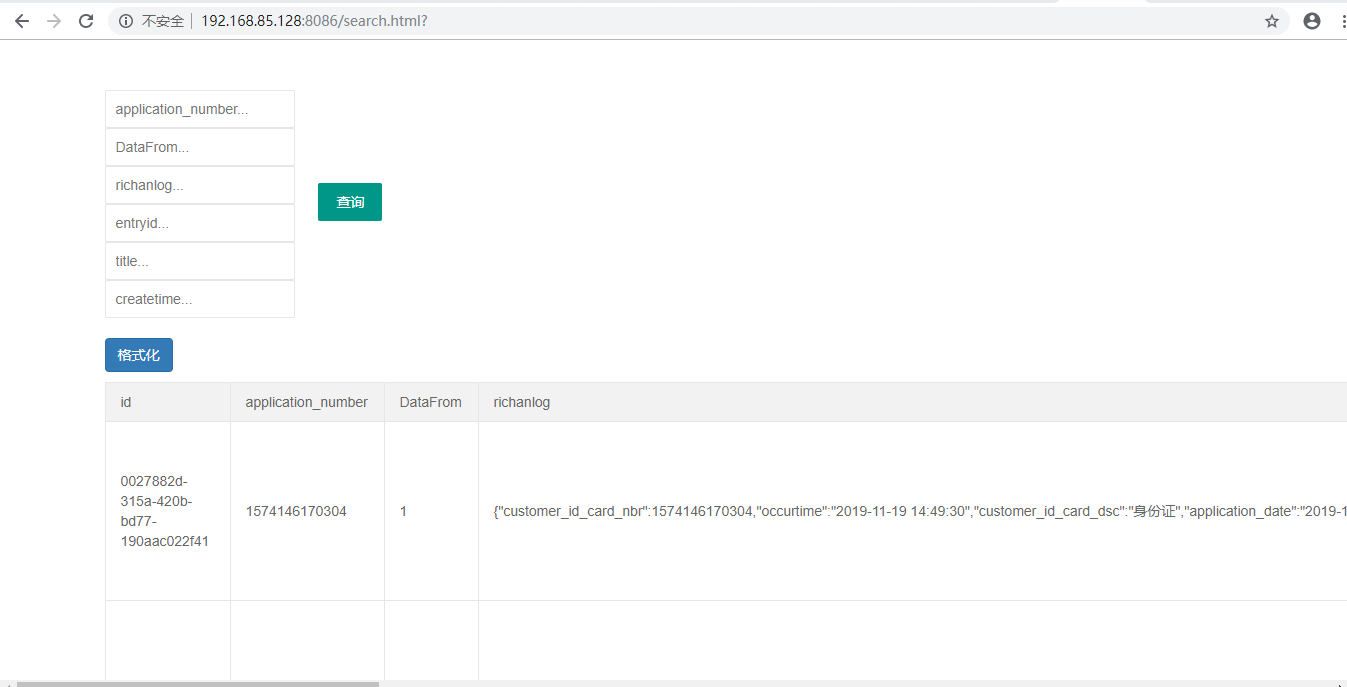 不安全 192.168.85.128:8086/search.html?
application_number...
DataFrom...
richanlog...
查询
entryid...
title...
createtime...
格式化
id application_number DataFrom richanlog
0027882d-
315a-420b-
bd77-
190aac022f41
1574146170304 1 {"customer_id_card_nbr":1574146170304,"occurtime":"2019-11-19 14:49:30","customer_id_card_dsc":"身份证","application_date":"2019-1